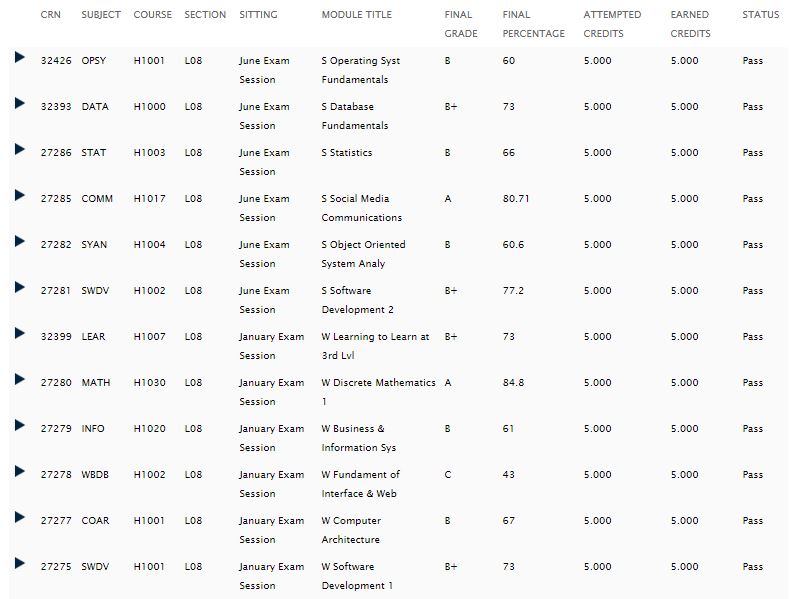 CRN SUBJECT COURSE SECTION SITTING MODULE TITLE FINAL GRADE FINAL PERCENTAGE ATTEMPTED CREDITS EARNED CREDITS STATUS
32426 OPSY H1001 L08 June Exam Session S Operating Syst Fundamentals B 60 5.000 5.000 Pass
32393 DATA H1000 L08 June Exam Session S Database Fundamentals B+ 73 5.000 5.000 Pass
27286 STAT H1003 L08 June Exam Session S Statistics B 66 5.000 5.000 Pass
27285 COMM H1017 L08 June Exam Session S Social Media Communications A 80.71 5.000 5.000 Pass
27282 SYAN H1004 L08 June Exam Session S Object Oriented System Analy B 60.6 5.000 5.000 Pass
27281 SWDV H1002 L08 June Exam Session S Software Development 2 B+ 77.2 5.000 5.000 Pass
32399 LEAR H1007 L08 January Exam Session W Learning to Learn at 3rd Lvl B+ 73 5.000 5.000 Pass
27280 MATH H1030 L08 January Exam Session W Discrete Mathematics 1 A 84.8 5.000 5.000 Pass
27279 INFO H1020 L08 January Exam Session W Business & Information Sys B 61 5.000 5.000 Pass
27278 WBDB H1002 L08 January Exam Session W Fundament of Interface & Web C 43 5.000 5.000 Pass
27277 COAR H1001 L08 January Exam Session W Computer Architecture B 67 5.000 5.000 Pass
27275 SWDV H1001 L08 January Exam Session W Software Development 1 B+ 73 5.000 5.000 Pass